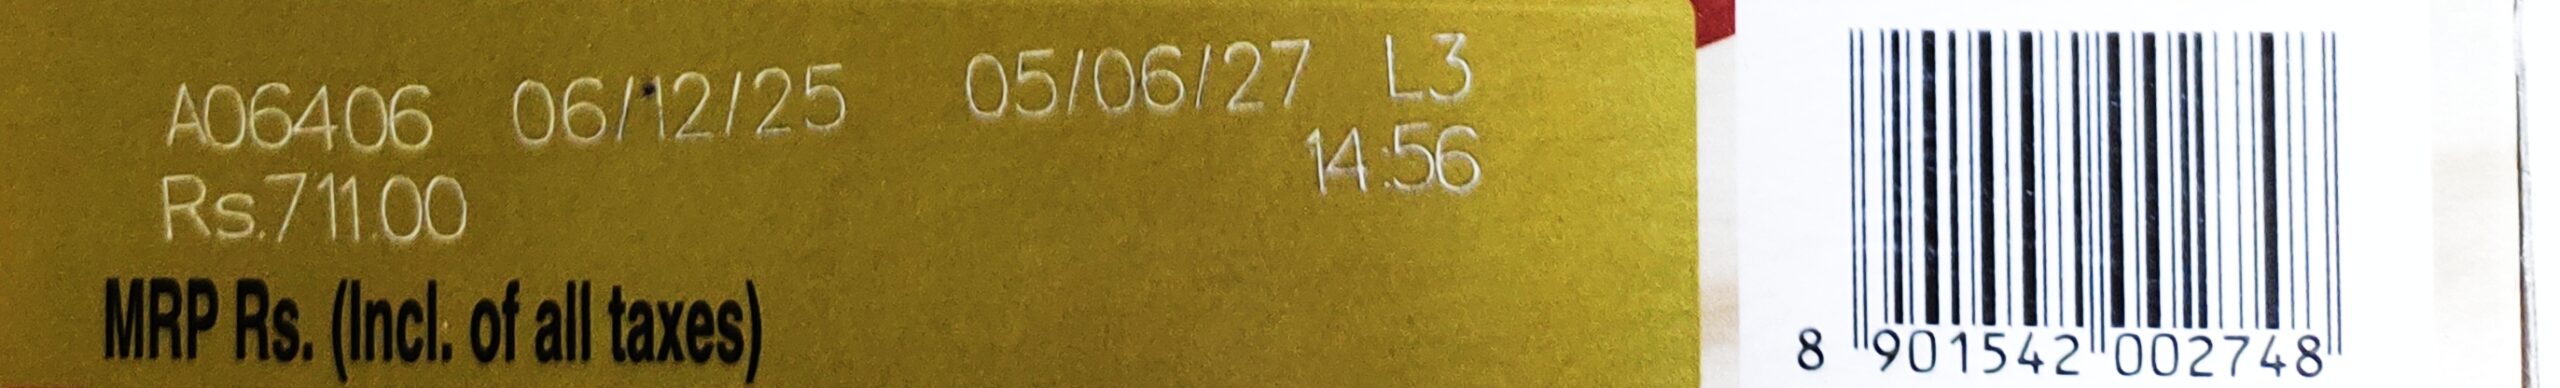 A06406 06/12/25 05/06/27 L3
14:56
Rs.711.00
MRP Rs. (Incl. of all taxes)
8 901542 002748